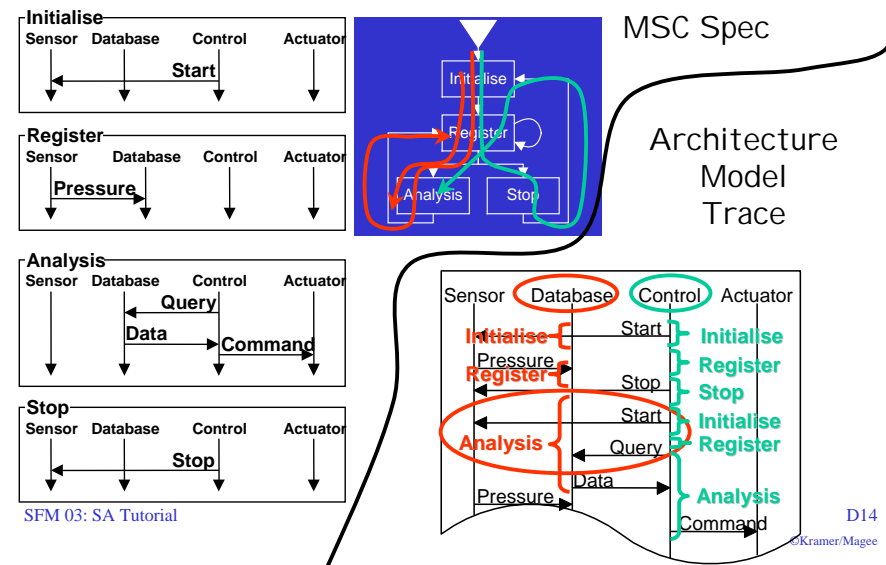 Initialise
Sensor Database Control Actuator
Start
Register
Sensor Database Control Actuator
Pressure
Analysis
Sensor Database Control Actuator
Query
Data
Command
Stop
Sensor Database Control Actuator
Stop
Initialise
Register
Analysis Stop
MSC Spec
Architecture
Model
Trace
Sensor Database Control Actuator
Initialise Start Initialise
Pressure Register
Register
Stop Stop
Start Initialise
Analysis Query Register
Data Analysis
Pressure
Command
SFM 03: SA Tutorial
D14
©Kramer/Magee